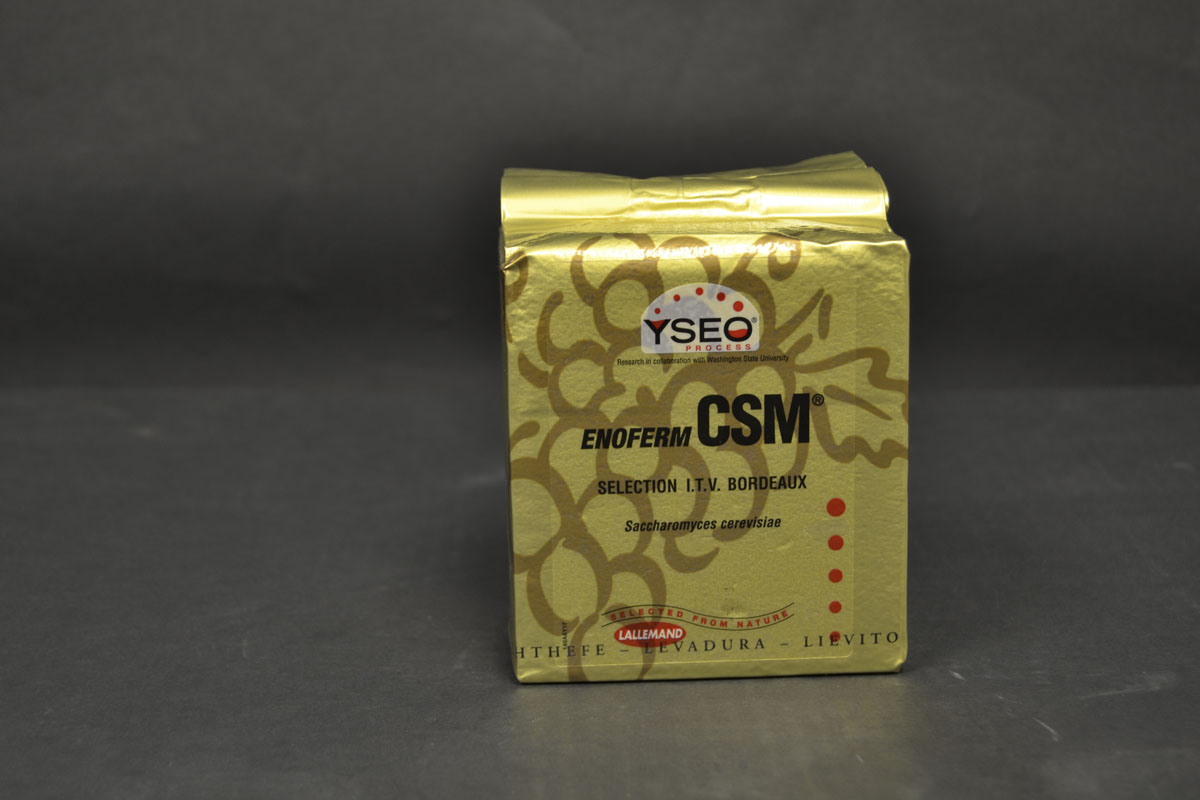 YSEO®
PROCESS
Research in collaboration with Washington State University
ENOFERM CSM®
SELECTION I.T.V. BORDEAUX
Saccharomyces cerevisiae
SELECTED FROM NATURE
LALLEMAND
HTHEFE – LEVADURA – LIEVITO